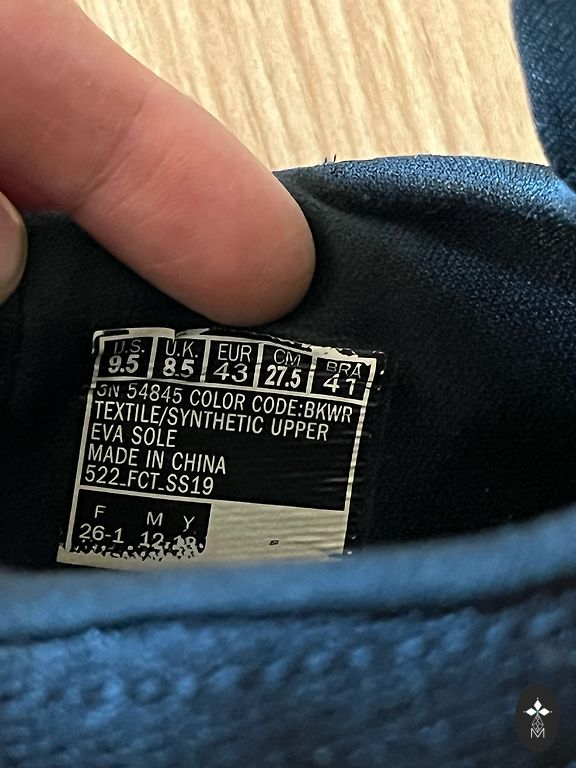 U.S. U.K. EUR CM BRA
9.5 8.5 43 27.5 41
SN 54845 COLOR CODE:BKWR
TEXTILE/SYNTHETIC UPPER
EVA SOLE
MADE IN CHINA
522_FCT_SS19
F M Y
26-1 12.18.
M